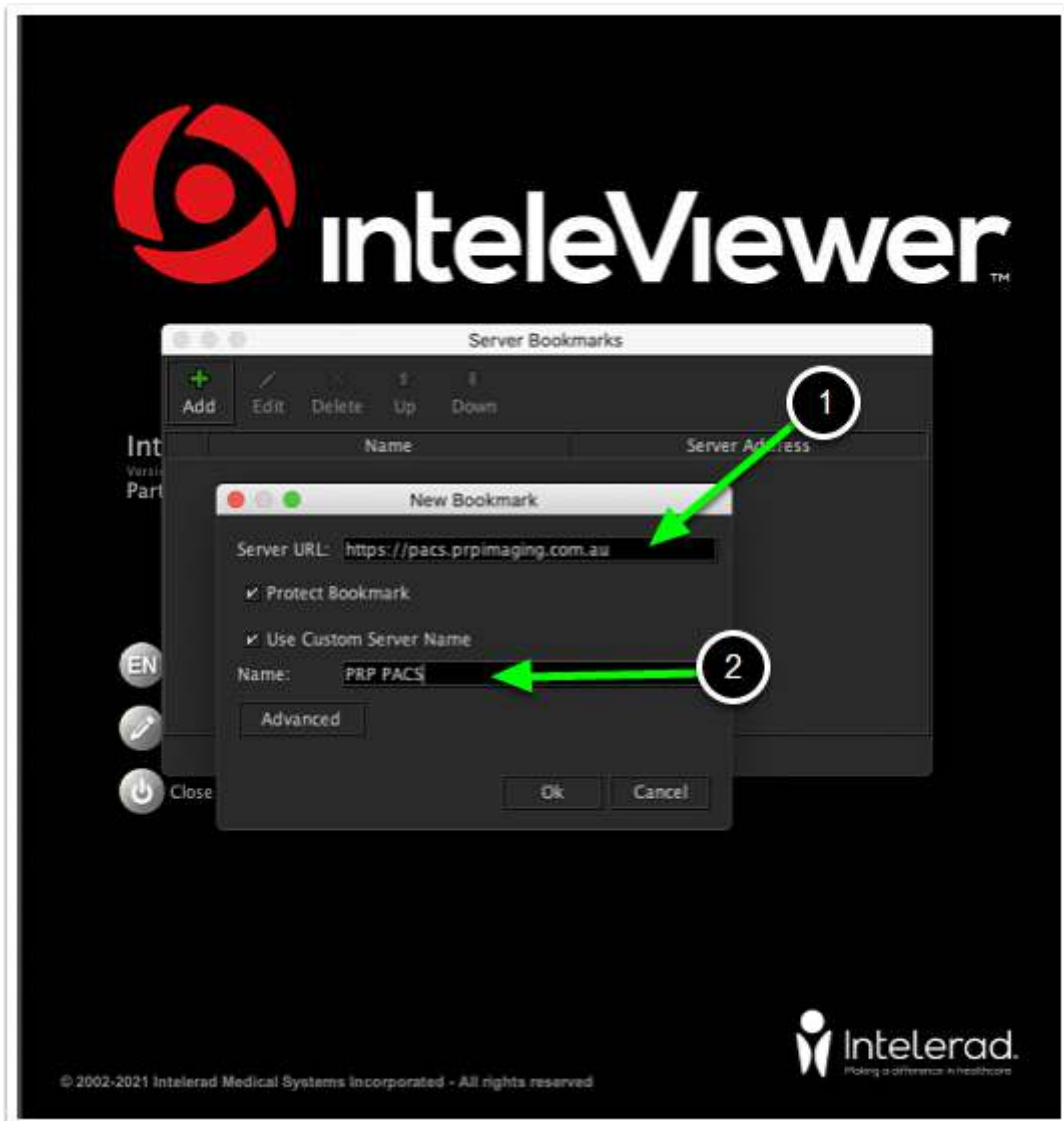 ınteleVıewer™
Server Bookmarks
Add Edit Delete Up Down
1
Name Server Address
Int
Versi
Part
New Bookmark
Server URL: https://pacs.prpimaging.com.au
Protect Bookmark
Use Custom Server Name
EN
Name: PRP PACS
2
Advanced
Close
Ok Cancel
Intelerad.
Making a difference in healthcare
© 2002-2021 Intelerad Medical Systems Incorporated - All rights reserved